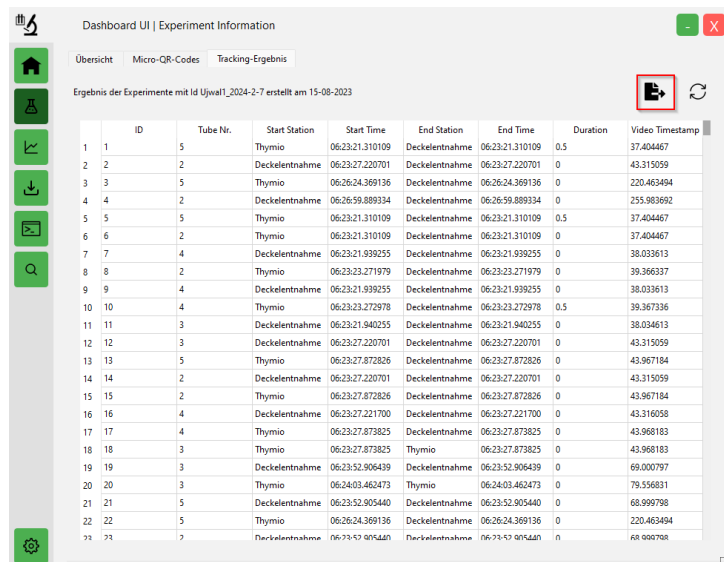 Dashboard UI | Experiment Information
- X
Übersicht Micro-QR-Codes Tracking-Ergebnis
Ergebnis der Experimente mit Id Ujwal1_2024-2-7 erstellt am 15-08-2023
ID Tube Nr. Start Station Start Time End Station End Time Duration Video Timestamp
1 1 5 Thymio 06:23:21.310109 Deckelentnahme 06:23:21.310109 0.5 37.404467
2 2 2 Deckelentnahme 06:23:27.220701 Deckelentnahme 06:23:27.220701 0 43.315059
3 3 5 Thymio 06:26:24.369136 Deckelentnahme 06:26:24.369136 0 220.463494
4 4 2 Deckelentnahme 06:26:59.889334 Deckelentnahme 06:26:59.889334 0 255.983692
5 5 5 Thymio 06:23:21.310109 Deckelentnahme 06:23:21.310109 0.5 37.404467
6 6 2 Thymio 06:23:21.310109 Deckelentnahme 06:23:21.310109 0 37.404467
7 7 4 Deckelentnahme 06:23:21.939255 Deckelentnahme 06:23:21.939255 0 38.033613
8 8 2 Thymio 06:23:23.271979 Deckelentnahme 06:23:23.271979 0 39.366337
9 9 4 Deckelentnahme 06:23:21.939255 Deckelentnahme 06:23:21.939255 0 38.033613
10 10 4 Thymio 06:23:23.272978 Deckelentnahme 06:23:23.272978 0.5 39.367336
11 11 3 Deckelentnahme 06:23:21.940255 Deckelentnahme 06:23:21.940255 0 38.034613
12 12 3 Deckelentnahme 06:23:27.220701 Deckelentnahme 06:23:27.220701 0 43.315059
13 13 5 Thymio 06:23:27.872826 Deckelentnahme 06:23:27.872826 0 43.967184
14 14 2 Deckelentnahme 06:23:27.220701 Deckelentnahme 06:23:27.220701 0 43.315059
15 15 2 Thymio 06:23:27.872826 Deckelentnahme 06:23:27.872826 0 43.967184
16 16 4 Deckelentnahme 06:23:27.221700 Deckelentnahme 06:23:27.221700 0 43.316058
17 17 4 Thymio 06:23:27.873825 Deckelentnahme 06:23:27.873825 0 43.968183
18 18 3 Thymio 06:23:27.873825 Thymio 06:23:27.873825 0 43.968183
19 19 3 Deckelentnahme 06:23:52.906439 Deckelentnahme 06:23:52.906439 0 69.000797
20 20 3 Thymio 06:24:03.462473 Thymio 06:24:03.462473 0 79.556831
21 21 5 Deckelentnahme 06:23:52.905440 Deckelentnahme 06:23:52.905440 0 68.999798
22 22 5 Thymio 06:26:24.369136 Deckelentnahme 06:26:24.369136 0 220.463494
23 23 2 Deckelentnahme 06:23:52.905440 Deckelentnahme 06:23:52.905440 0 68.999798